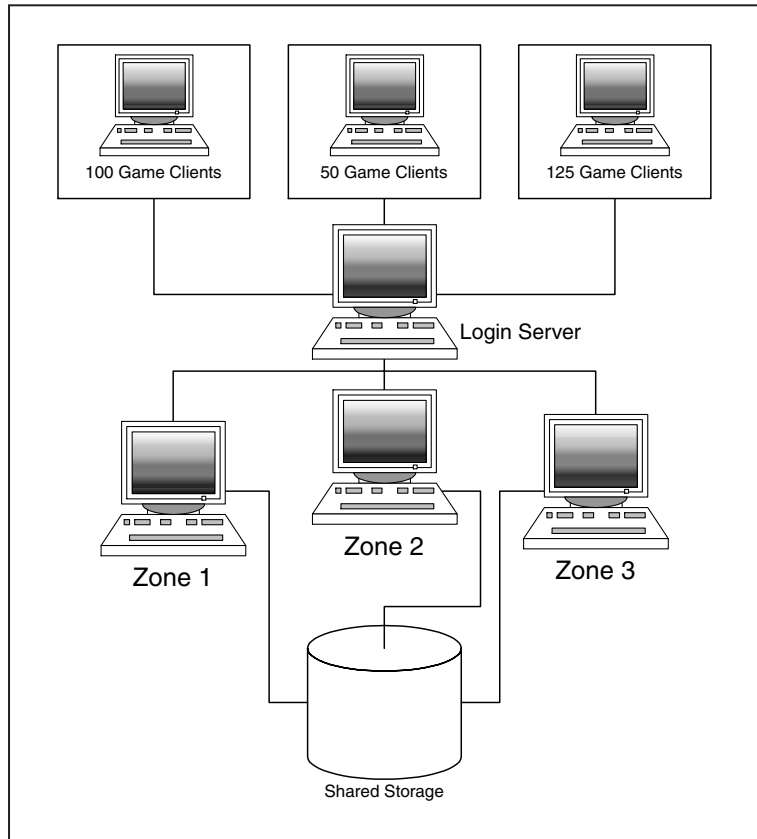 100 Game Clients
50 Game Clients
125 Game Clients
Login Server
Zone 1
Zone 2
Zone 3
Shared Storage